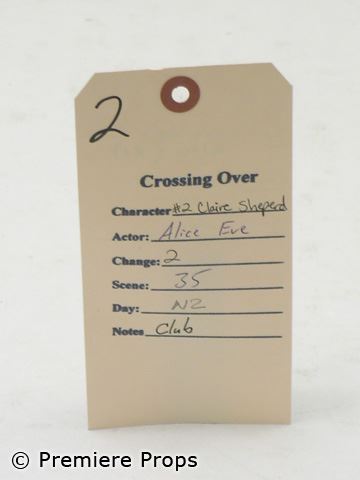 2
Crossing Over
Character #2 Claire Sheperd
Actor: Alice Eve
Change: 2
Scene: 35
Day: N2
Notes Club
© Premiere Props